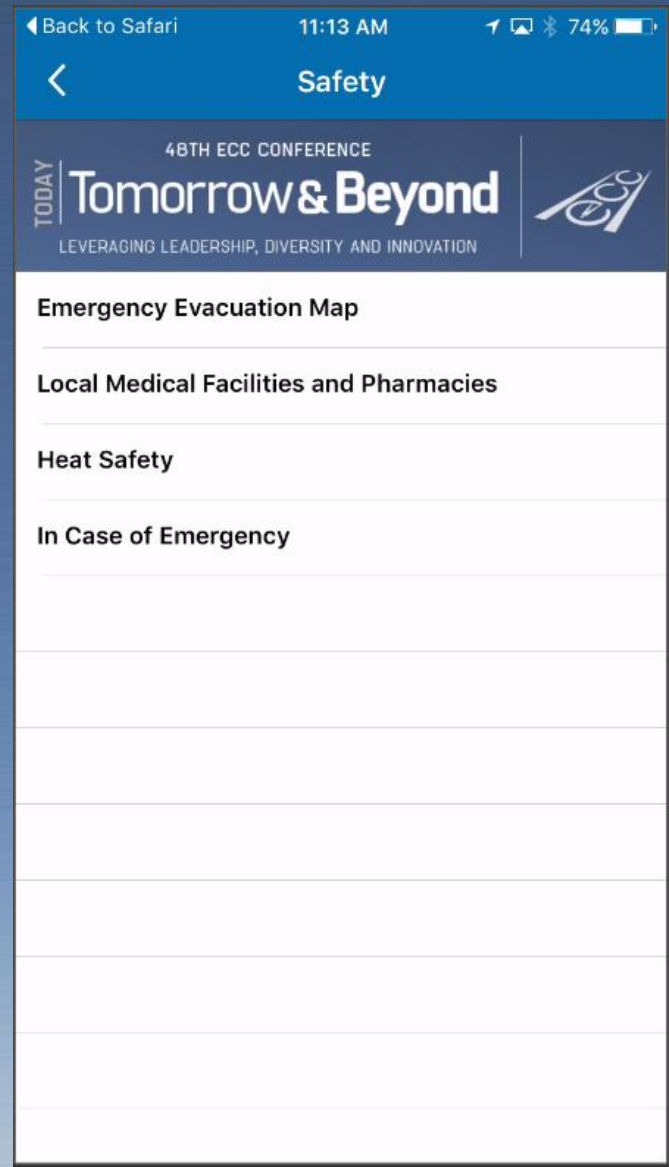 Back to Safari 11:13 AM 74%
Safety
48TH ECC CONFERENCE
TODAY
Tomorrow & Beyond
LEVERAGING LEADERSHIP, DIVERSITY AND INNOVATION
ECC
Emergency Evacuation Map
Local Medical Facilities and Pharmacies
Heat Safety
In Case of Emergency